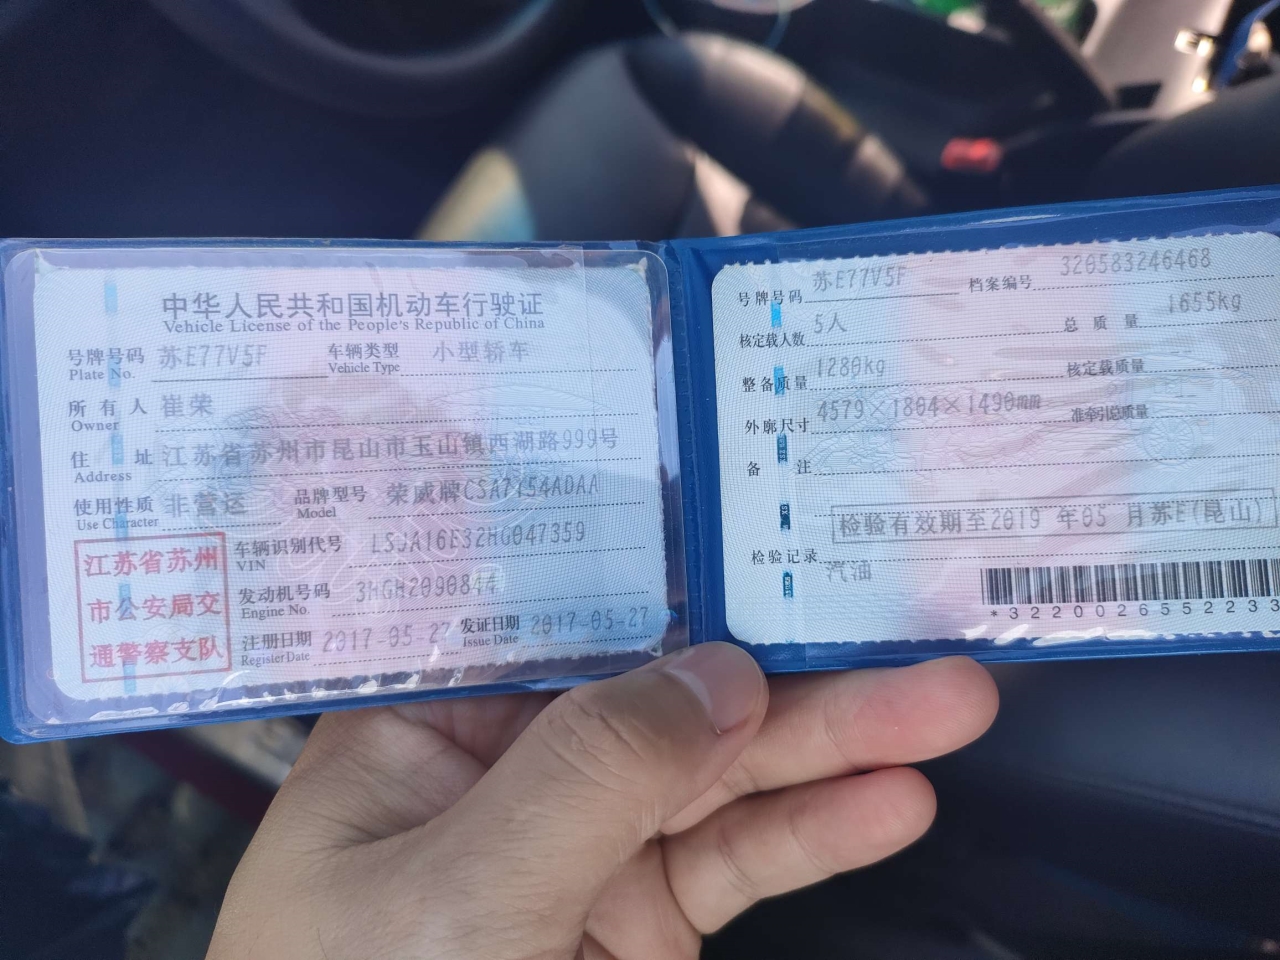 中华人民共和国机动车行驶证
Vehicle License of the People's Republic of China
号牌号码 苏E77V5F 车辆类型 小型轿车
Plate No. Vehicle Type
所有人 崔荣
Owner
住址 江苏省苏州市昆山市玉山镇西湖路999号
Address
使用性质 非营运 品牌型号 荣威牌CSA7154ADAA
Use Character Model
江苏省苏州
市公安局交
通警察支队
车辆识别代号 LSJA16E32HG047359
VIN
发动机号码 3HGH2090844
Engine No.
注册日期 2017-05-27 发证日期 2017-05-27
Register Date Issue Date
号牌号码 苏E77V5F 档案编号 320583246468
核定载人数 5人 总质量 1655kg
整备质量 1280kg 核定载质量 --
外廓尺寸 4579×1804×1490mm 准牵引总质量 --
备注
检验有效期至2019 年05 月苏E(昆山)
检验记录
汽油
*3220026552233